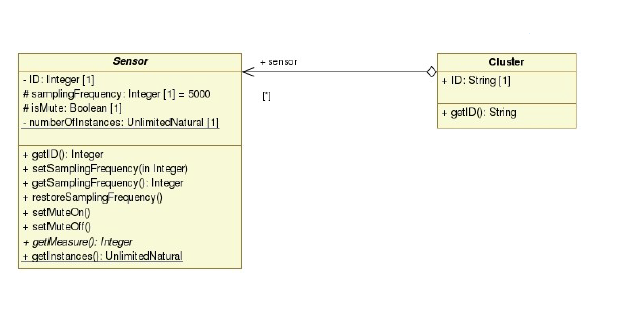 Sensor
- ID: Integer [1]
# samplingFrequency: Integer [1] = 5000
# isMute: Boolean [1]
- numberOfInstances: UnlimitedNatural [1]
+ getID(): Integer
+ setSamplingFrequency(in Integer)
+ getSamplingFrequency(): Integer
+ restoreSamplingFrequency()
+ setMuteOn()
+ setMuteOff()
+ getMeasure(): Integer
+ getInstances(): UnlimitedNatural
+ sensor
[*]
Cluster
+ ID: String [1]
+ getID(): String